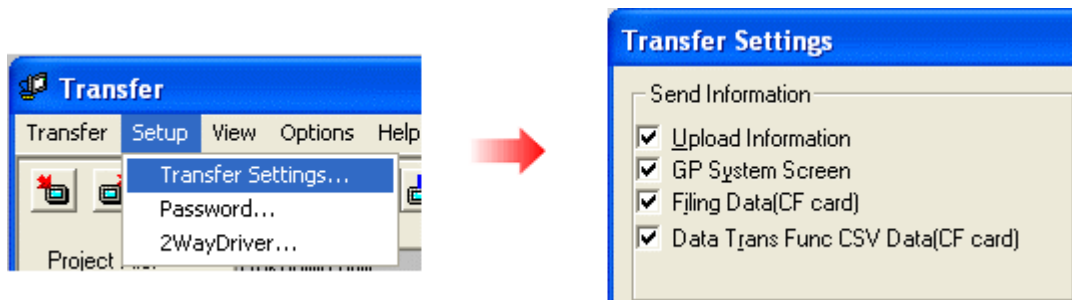 Transfer
Transfer Setup View Options Help
Transfer Settings...
Password...
2WayDriver...
Project
Transfer Settings
Send Information
Upload Information
GP System Screen
Filing Data(CF card)
Data Trans Func CSV Data(CF card)